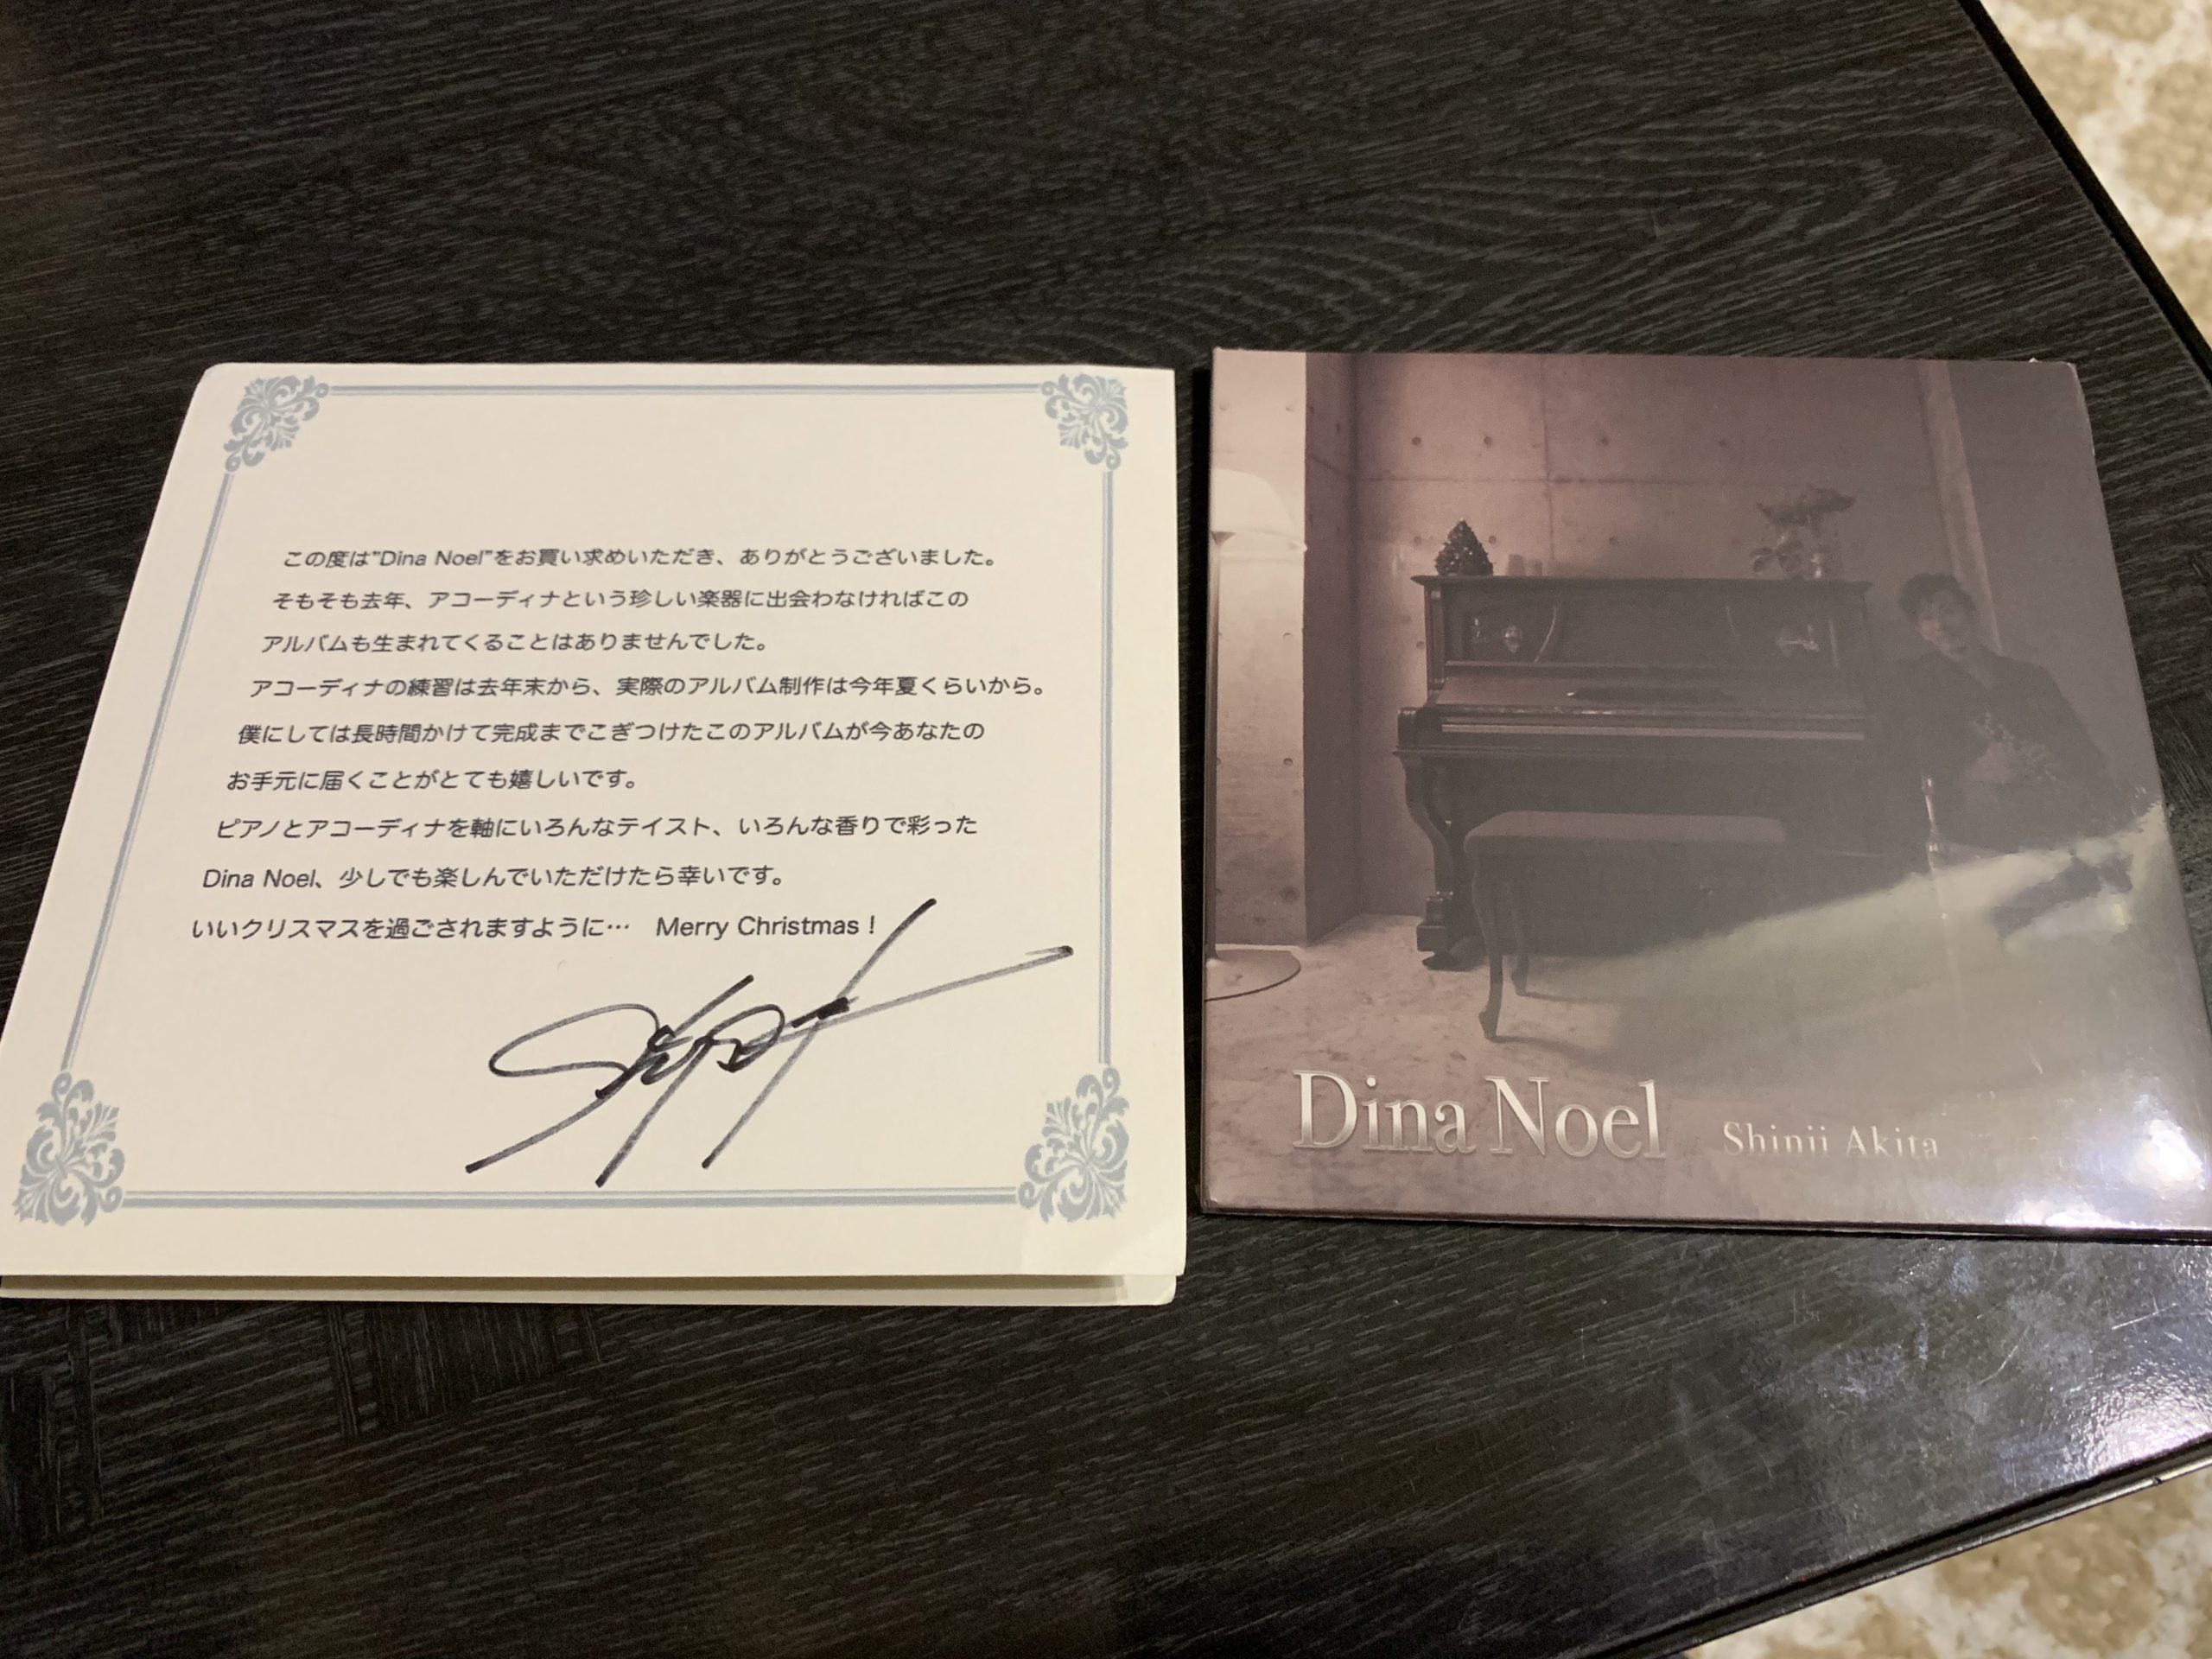 この度は"Dina Noel"をお買い求めいただき、ありがとうございました。
そもそも去年、アコーディナという珍しい楽器に出会わなければこの
アルバムも生まれてくることはありませんでした。
アコーディナの練習は去年末から、実際のアルバム制作は今年夏くらいから。
僕にしては長時間かけて完成までこぎつけたこのアルバムが今あなたの
お手元に届くことがとても嬉しいです。
ピアノとアコーディナを軸にいろんなテイスト、いろんな香りで彩った
Dina Noel、少しでも楽しんでいただけたら幸いです。
いいクリスマスを過ごされますように… Merry Christmas！
Dina Noel
Shinji Akita